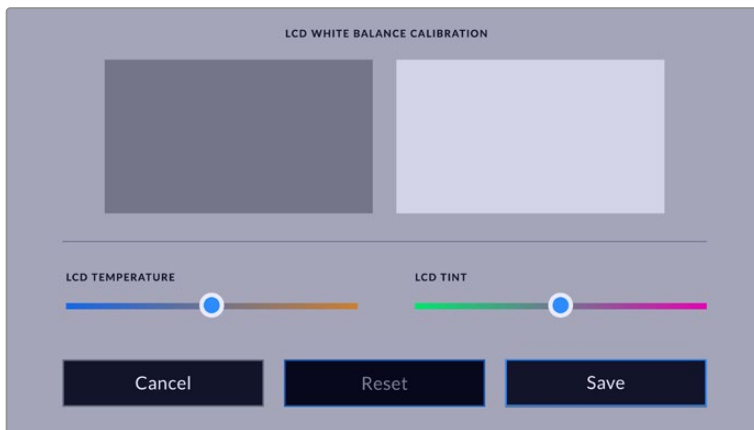 LCD WHITE BALANCE CALIBRATION
LCD TEMPERATURE
LCD TINT
Cancel
Reset
Save